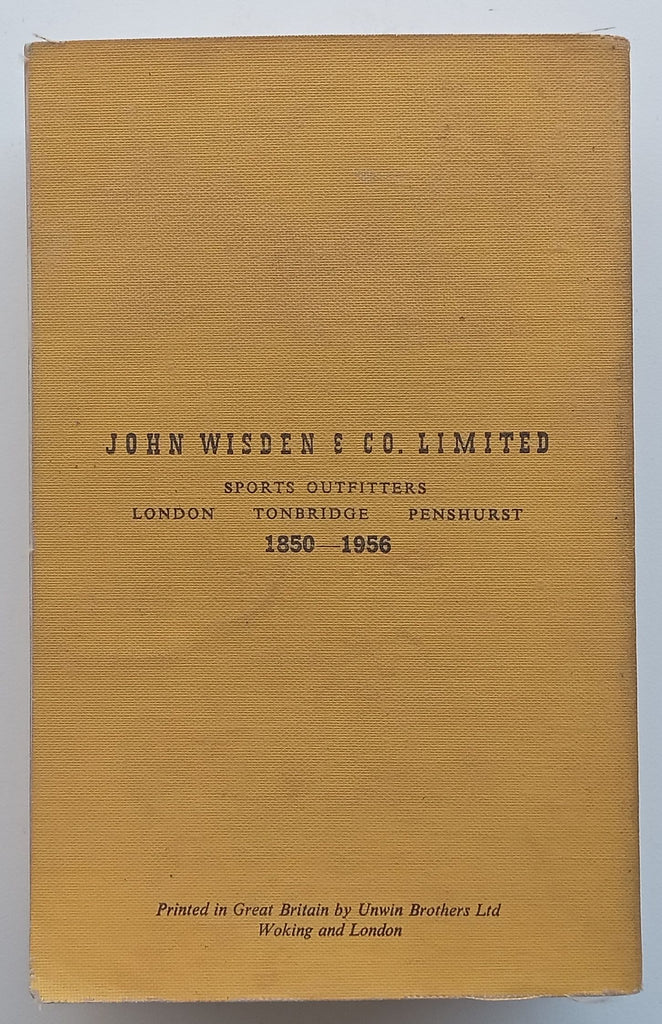 JOHN WISDEN & CO. LIMITED
SPORTS OUTFITTERS
LONDON TONBRIDGE PENSHURST
1850—1956
Printed in Great Britain by Unwin Brothers Ltd
Woking and London